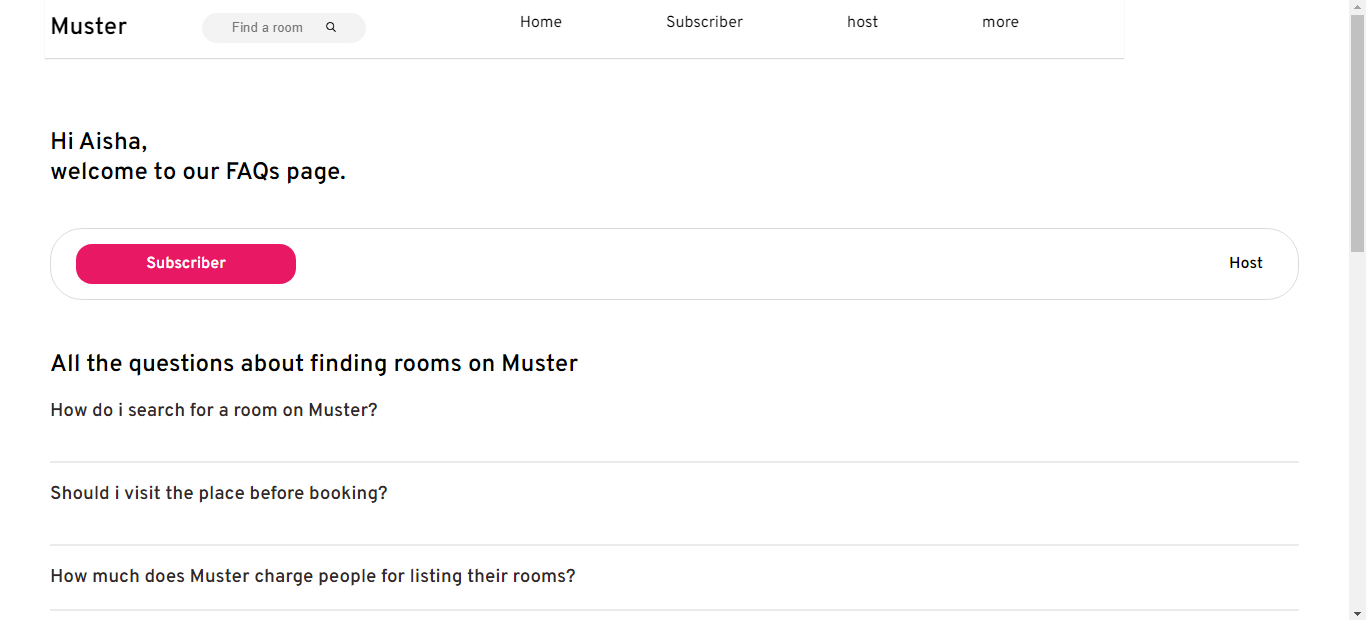 Muster
Find a room
Home
Subscriber
host
more
Hi Aisha,
welcome to our FAQs page.
Subscriber
Host
All the questions about finding rooms on Muster
How do i search for a room on Muster?
Should i visit the place before booking?
How much does Muster charge people for listing their rooms?